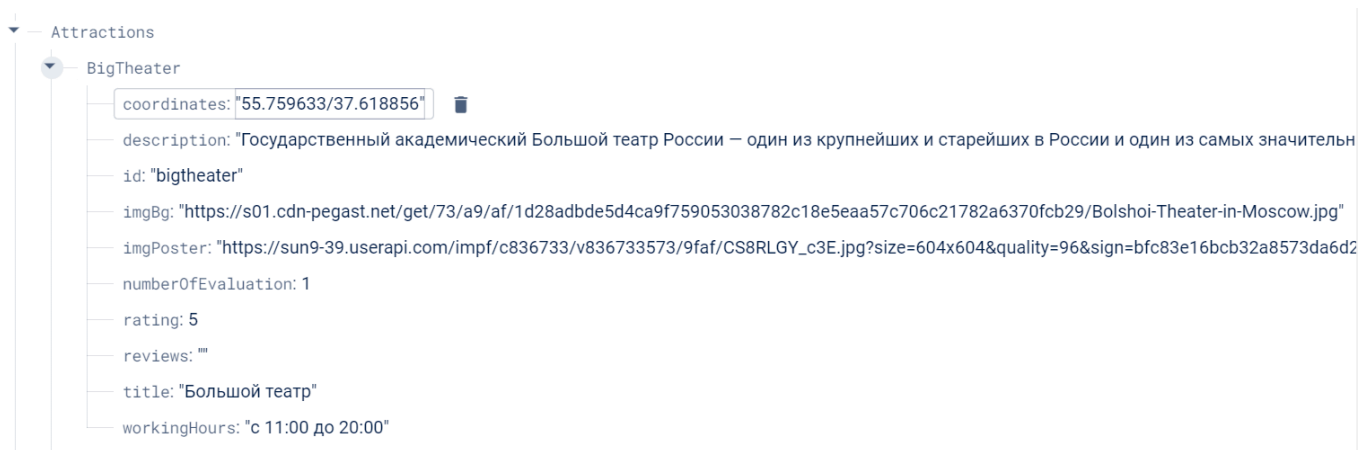 Attractions
BigTheater
coordinates: "55.759633/37.618856"
description: "Государственный академический Большой театр России — один из крупнейших и старейших в России и один из самых значительн
id: "bigtheater"
imgBg: "https://s01.cdn-pegast.net/get/73/a9/af/1d28adbde5d4ca9f759053038782c18e5eaa57c706c21782a6370fcb29/Bolshoi-Theater-in-Moscow.jpg"
imgPoster: "https://sun9-39.userapi.com/impf/c836733/v836733573/9faf/CS8RLGY_c3E.jpg?size=604x604&quality=96&sign=bfc83e16bcb32a8573da6d2
numberOfEvaluation: 1
rating: 5
reviews: ""
title: "Большой театр"
workingHours: "с 11:00 до 20:00"